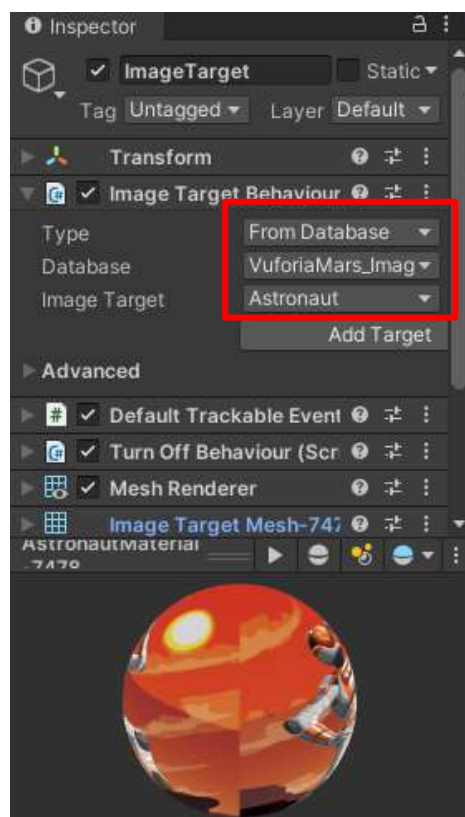 Inspector
ImageTarget Static
Tag Untagged Layer Default
Transform
Image Target Behaviour
Type From Database
Database VuforiaMars_Imag
Image Target Astronaut
Add Target
Advanced
# Default Trackable Event
Turn Off Behaviour (Scr
Mesh Renderer
Image Target Mesh-747
AstronautMaterial
-7478